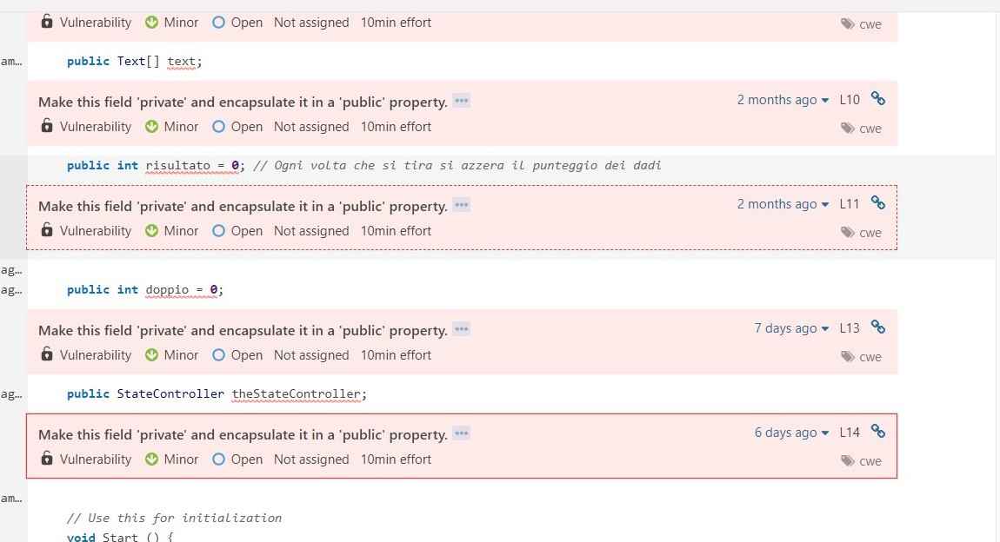 Vulnerability Minor Open Not assigned 10min effort cwe
am... public Text[] text;
Make this field 'private' and encapsulate it in a 'public' property. ... 2 months ago L10
Vulnerability Minor Open Not assigned 10min effort cwe
public int risultato = 0; // Ogni volta che si tira si azzera il punteggio dei dadi
Make this field 'private' and encapsulate it in a 'public' property. ... 2 months ago L11
Vulnerability Minor Open Not assigned 10min effort cwe
ag...
ag... public int doppio = 0;
Make this field 'private' and encapsulate it in a 'public' property. ... 7 days ago L13
Vulnerability Minor Open Not assigned 10min effort cwe
ag... public StateController theStateController;
Make this field 'private' and encapsulate it in a 'public' property. ... 6 days ago L14
Vulnerability Minor Open Not assigned 10min effort cwe
am...
// Use this for initialization
void Start () {